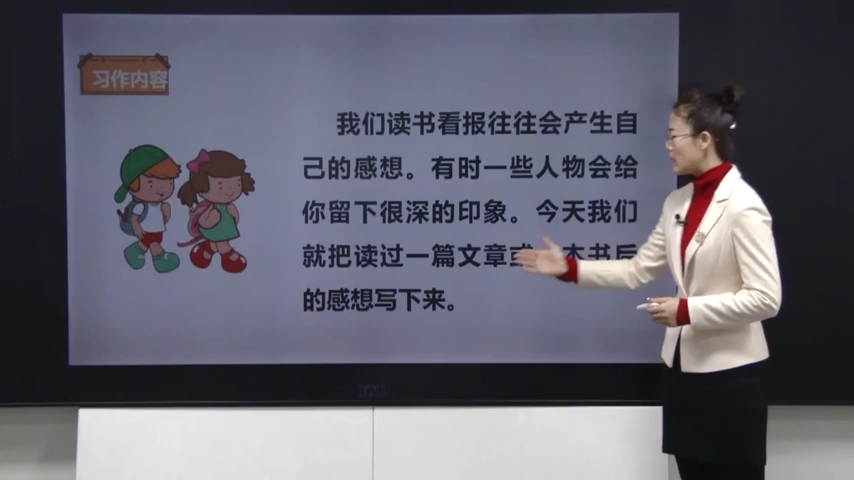 习作内容
我们读书看报往往会产生自
己的感想。有时一些人物会给
你留下很深的印象。今天我们
就把读过一篇文章或 本书后
的感想写下来。